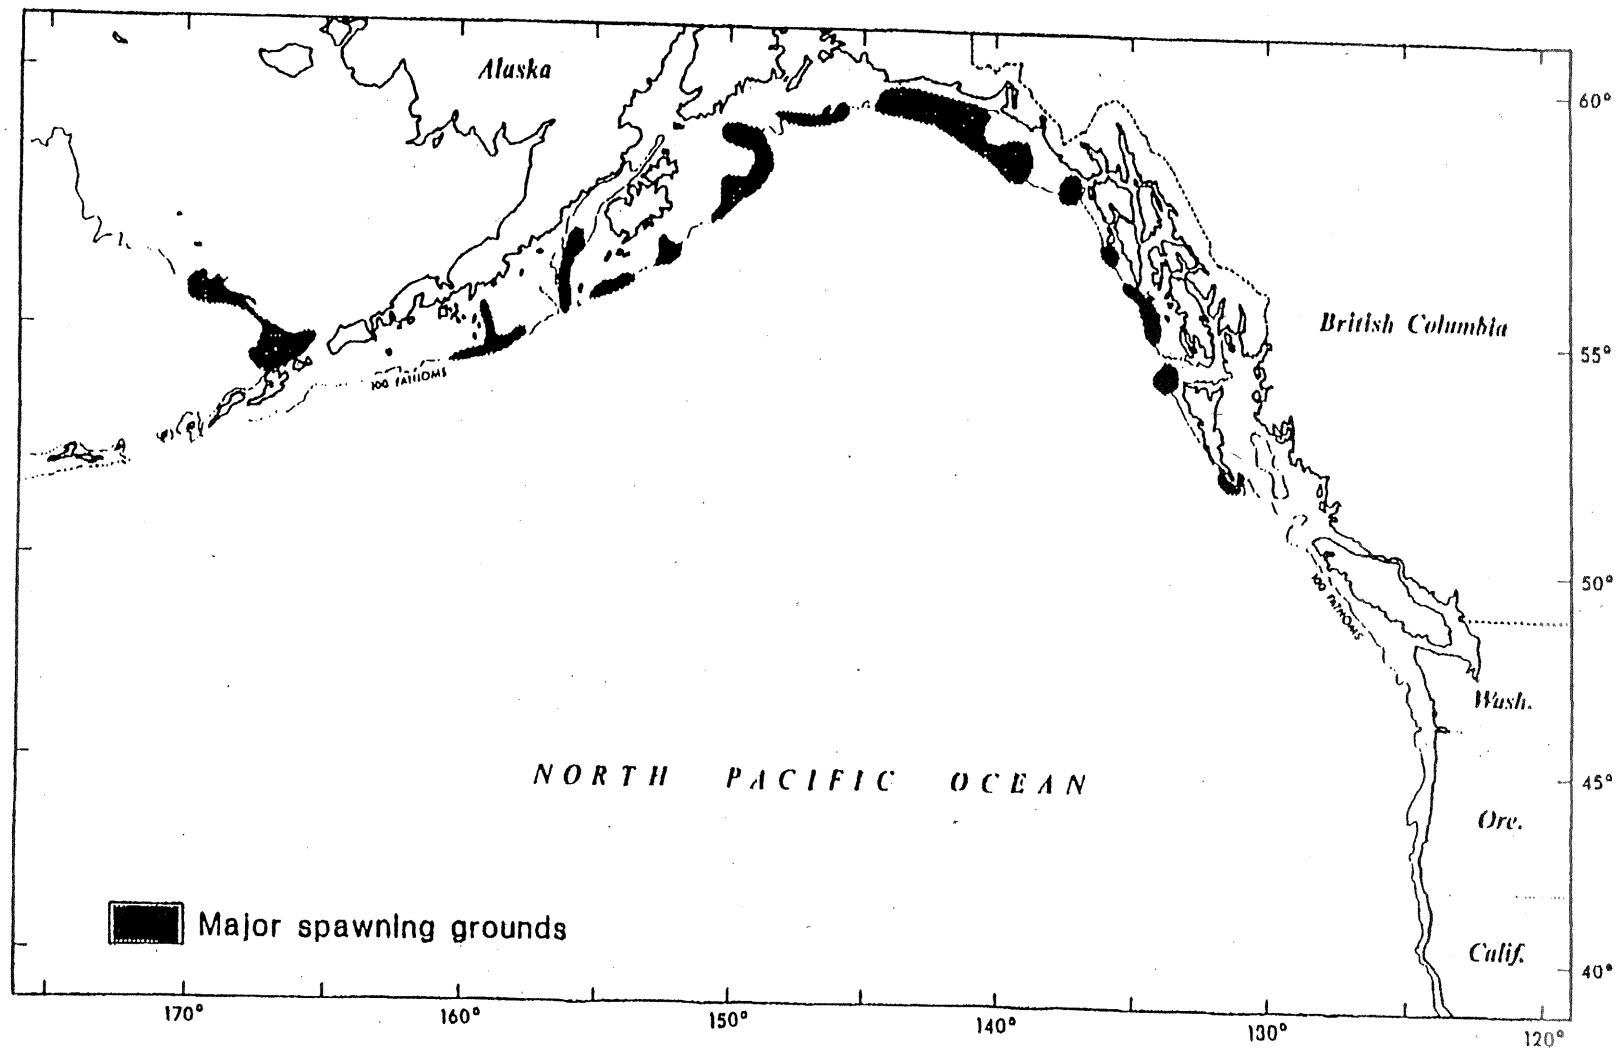 Alaska
60°
British Columbia
55°
100 FATHOMS
50°
100 FATHOMS
Wash.
NORTH PACIFIC OCEAN
45°
Ore.
Major spawning grounds
Calif.
40°
170°
160°
150°
140°
130°
120°